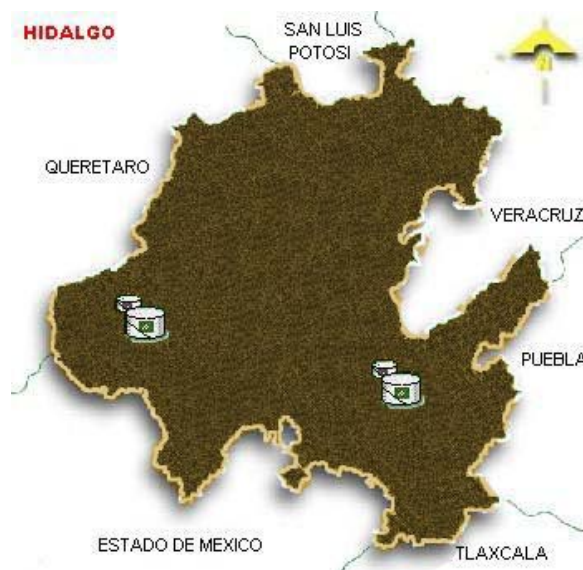 HIDALGO
SAN LUIS
POTOSI
QUERETARO
VERACRUZ
PUEBLA
ESTADO DE MEXICO
TLAXCALA